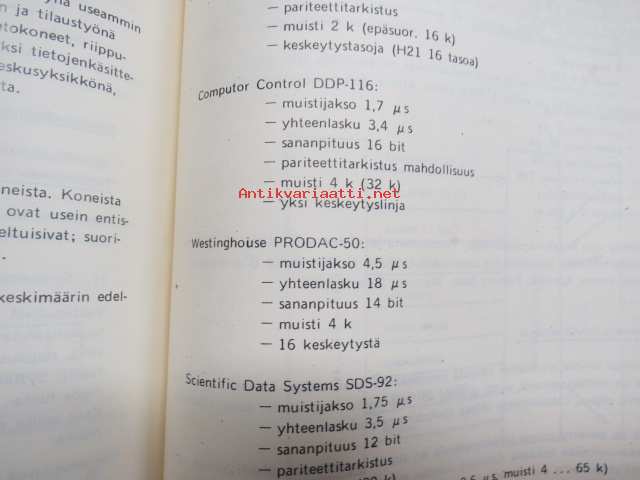 useammin
n ja tilaustyönä
etokoneet, riippu-
ksi tietojenkäsitte-
eskusyksikkönä,
ta.
neista. Koneista
ovat usein entis-
eltuisivat; suori-
.
keskimäärin edel-
— pariteettitarkistus
— muisti 2 k (epäsuor. 16 k)
— keskeytystasoja (H21 16 tasoa)
Computor Control DDP-116:
— muistijakso 1,7 μs
— yhteenlasku 3,4 μs
— sananpituus 16 bit
— pariteettitarkistus mahdollisuus
— muisti 4 k (32 k)
Antikvariaatti.net
— yksi keskeytyslinja
Westinghouse PRODAC-50:
— muistijakso 4,5 μs
— yhteenlasku 18 μs
— sananpituus 14 bit
— muisti 4 k
— 16 keskeytystä
Scientific Data Systems SDS-92:
— muistijakso 1,75 μs
— yhteenlasku 3,5 μs
— sananpituus 12 bit
— pariteettitarkistus
μs muisti 4 ... 65 k)